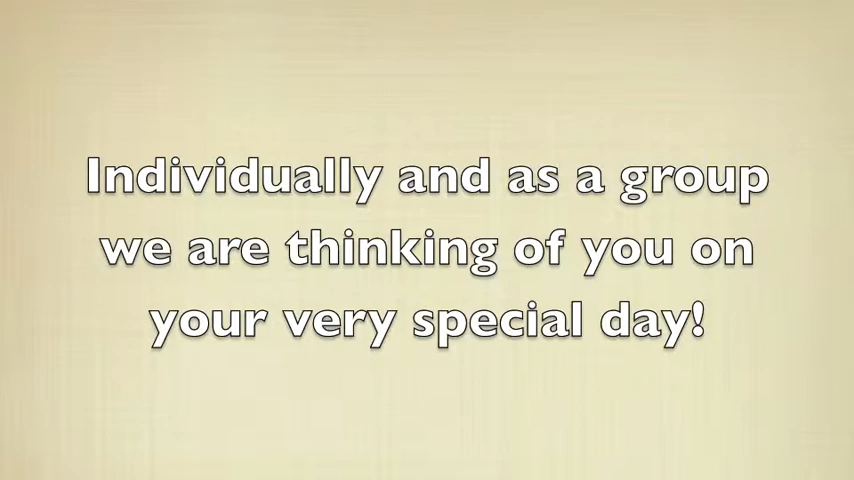 Individually and as a group
we are thinking of you on
your very special day!